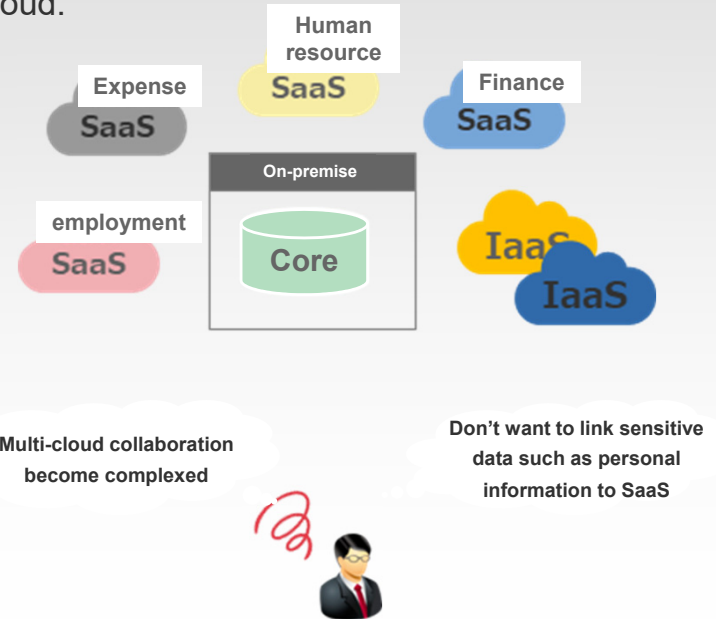 oud.
Human
resource
SaaS
Expense
SaaS
Finance
SaaS
On-premise
Core
employment
SaaS
IaaS
IaaS
Multi-cloud collaboration
become complexed
Don't want to link sensitive
data such as personal
information to SaaS